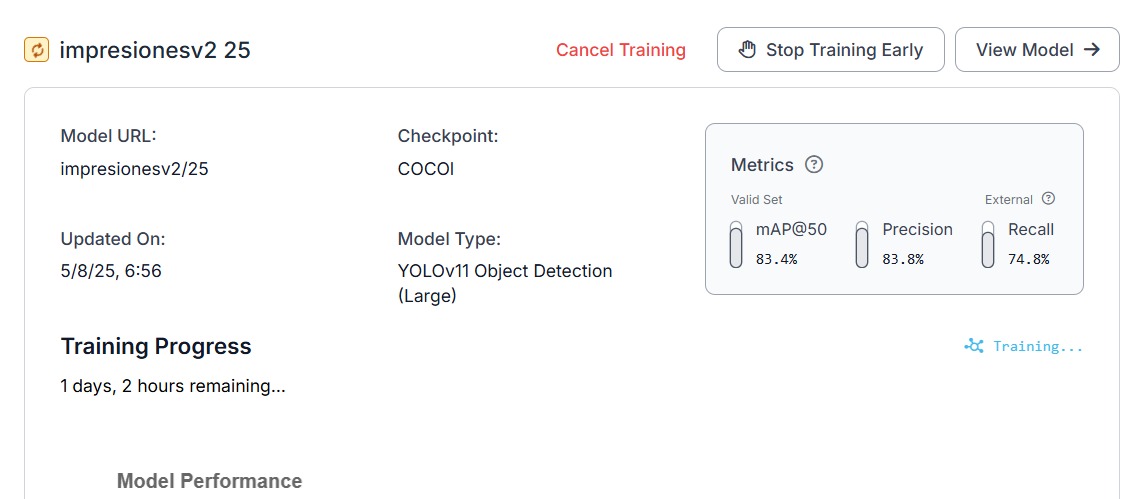 impresionesv2 25
Cancel Training
Stop Training Early
View Model
Model URL:
impresionesv2/25
Checkpoint:
COCOl
Updated On:
5/8/25, 6:56
Model Type:
YOLOv11 Object Detection
(Large)
Metrics ?
Valid Set
External ?
mAP@50
83.4%
Precision
83.8%
Recall
74.8%
Training Progress
Training...
1 days, 2 hours remaining...
Model Performance